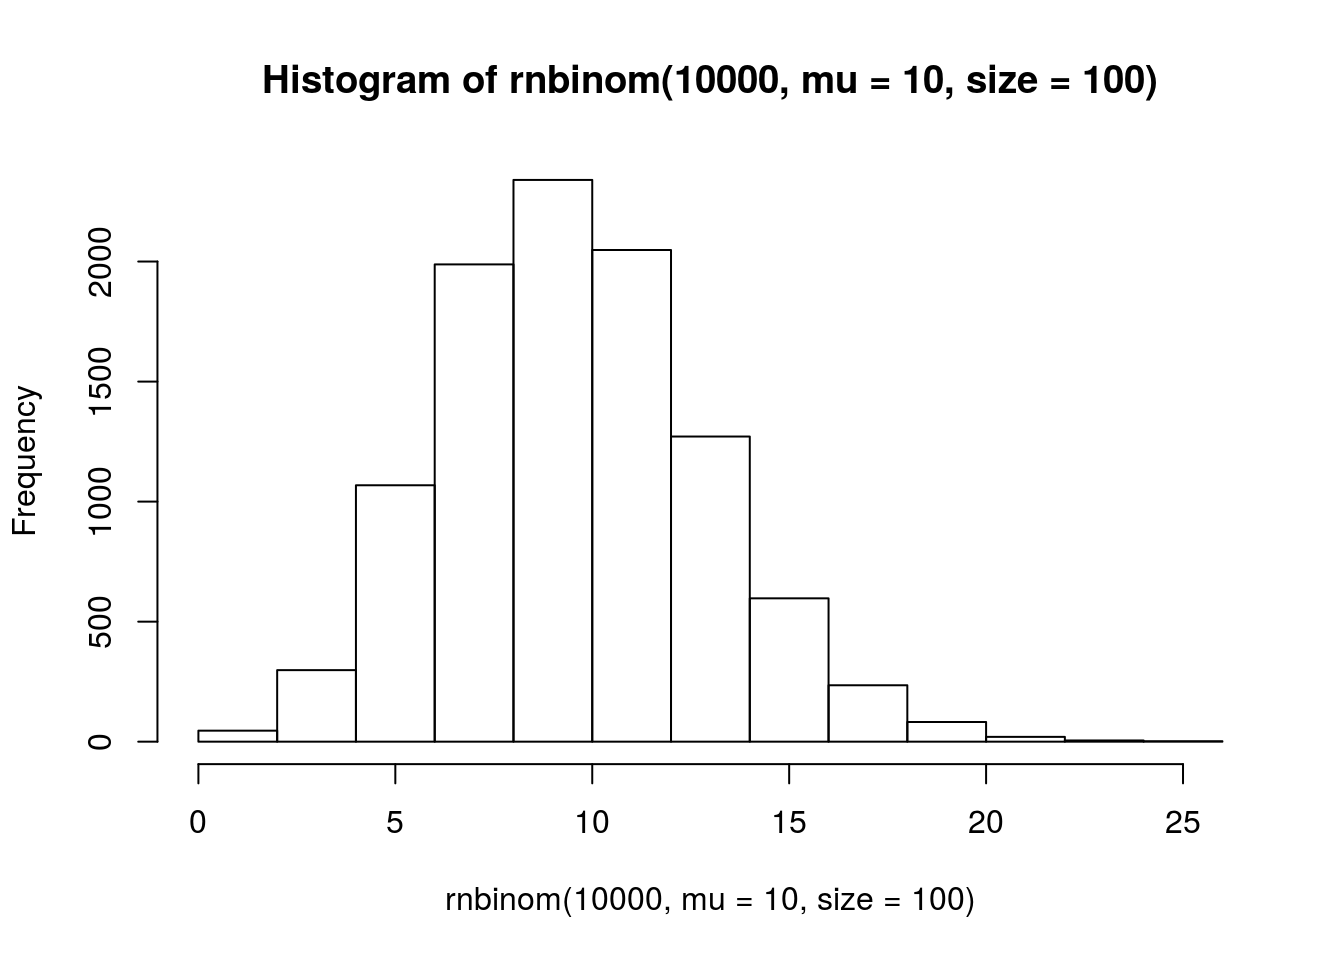 Histogram of rnbinom(10000, mu = 10, size = 100)
Frequency
2000
1500
1000
500
0
0 5 10 15 20 25
rnbinom(10000, mu = 10, size = 100)